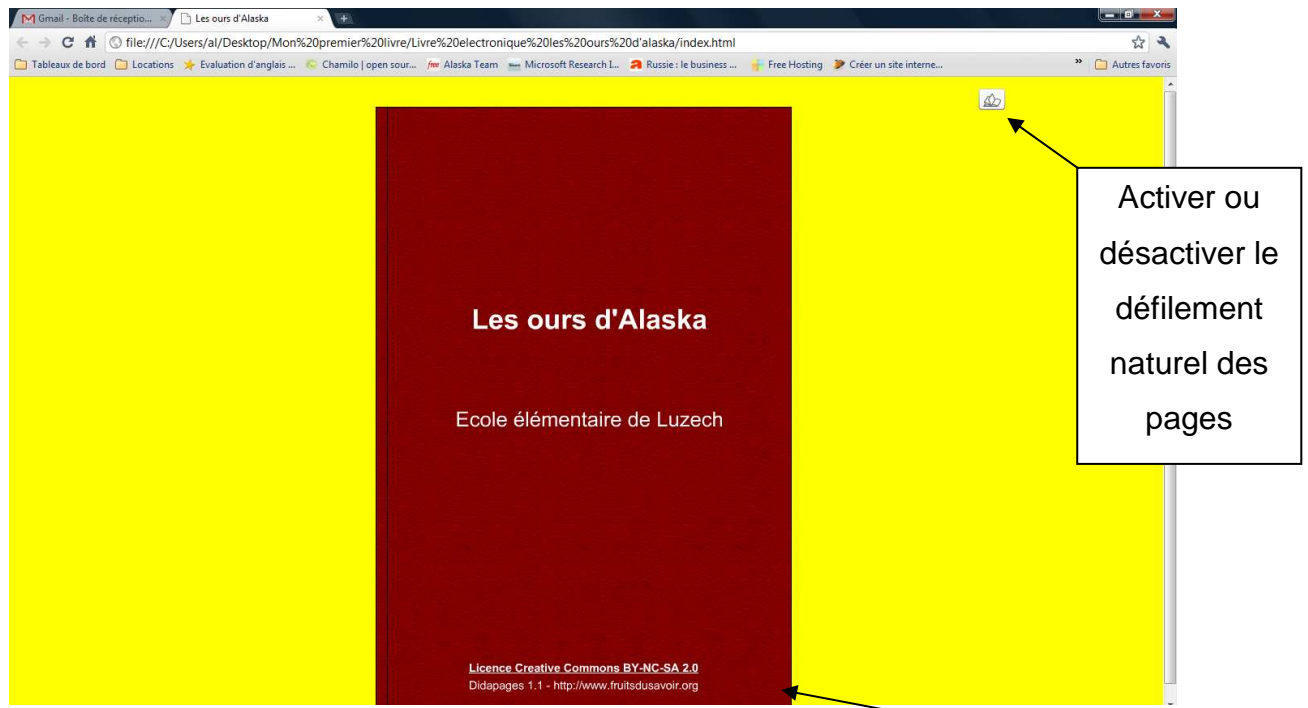 Gmail - Boîte de réceptio...
Les ours d'Alaska
file:///C:/Users/al/Desktop/Mon%20premier%20livre/Livre%20electronique%20les%20ours%20d'alaska/index.html
Tableaux de bord
Locations
Evaluation d'anglais ...
Chamilo | open sour...
free Alaska Team
Microsoft Research I...
Russie : le business ...
Free Hosting
Créer un site interne...
»
Autres favoris
Activer ou
désactiver le
défilement
naturel des
pages
Les ours d'Alaska
Ecole élémentaire de Luzech
Licence Creative Commons BY-NC-SA 2.0
Didapages 1.1 - http://www.fruitsdusavoir.org